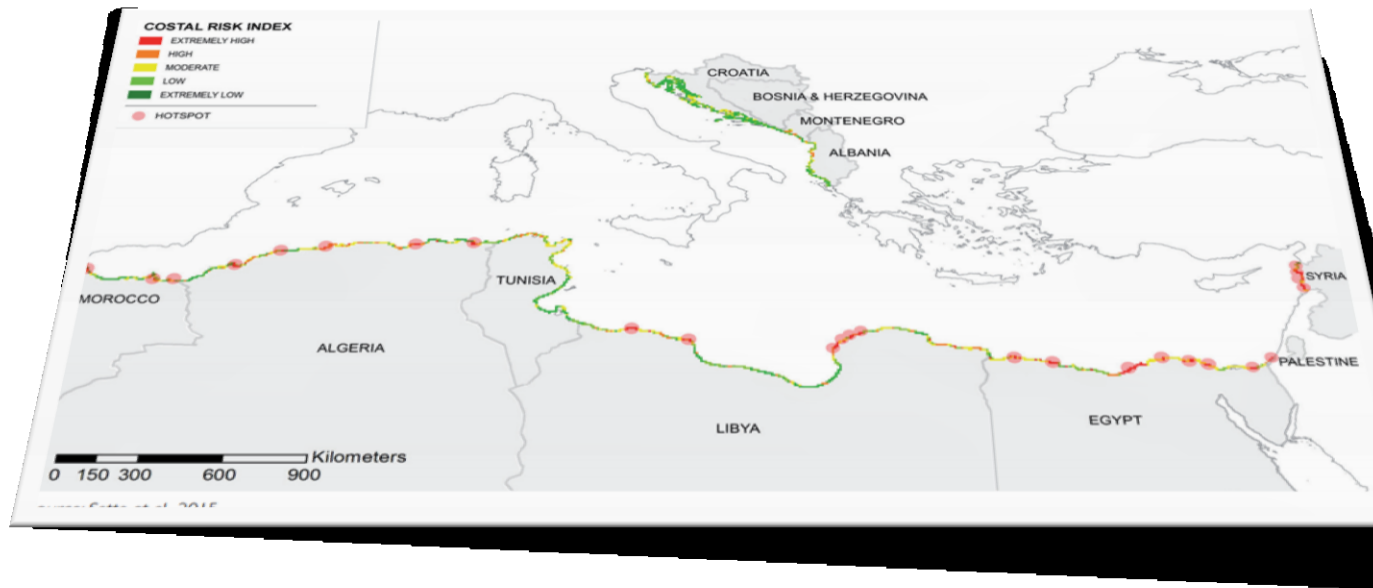 COSTAL RISK INDEX
EXTREMELY HIGH
HIGH
MODERATE
LOW
EXTREMELY LOW
HOTSPOT
CROATIA
BOSNIA & HERZEGOVINA
MONTENEGRO
ALBANIA
TUNISIA
SYRIA
MOROCCO
ALGERIA
PALESTINE
LIBYA
EGYPT
Kilometers
0 150 300 600 900